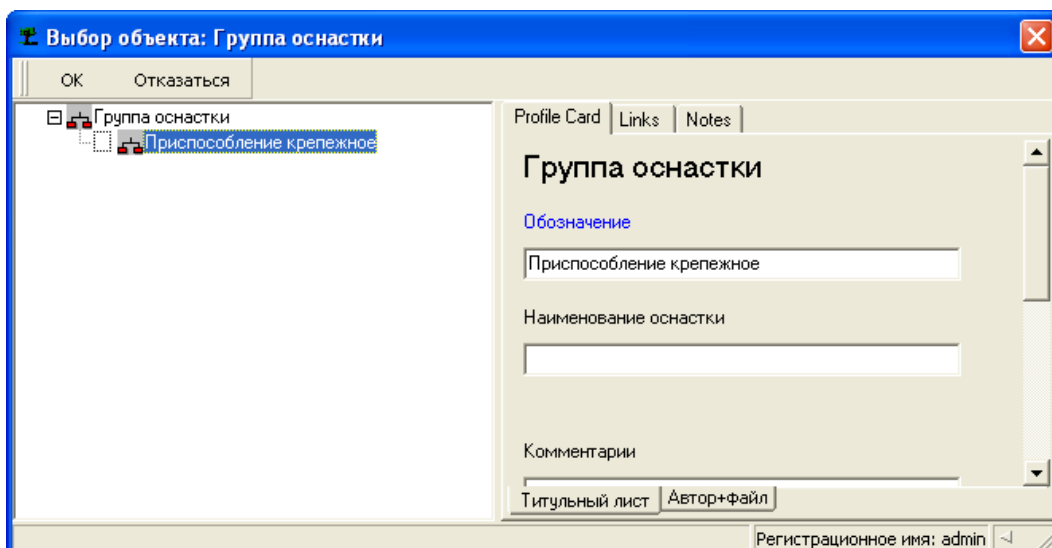 Выбор объекта: Группа оснастки
OK Отказаться
Группа оснастки
Приспособление крепежное
Profile Card Links Notes
Группа оснастки
Обозначение
Приспособление крепежное
Наименование оснастки
Комментарии
Титульный лист Автор+файл
Регистрационное имя: admin